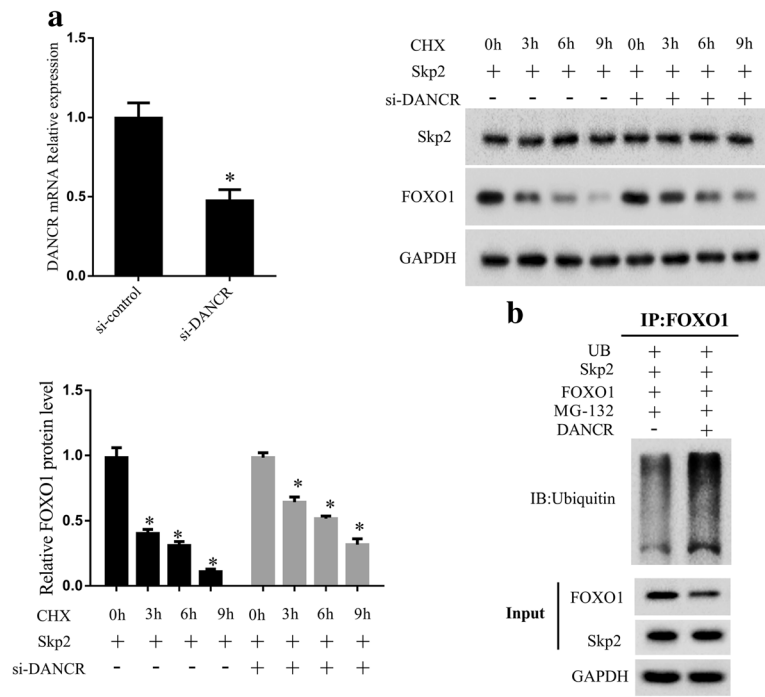 a
DANCR mRNA Relative expression
1.5
1.0
0.5
0.0
*
si-control
si-DANCR
CHX 0h 3h 6h 9h 0h 3h 6h 9h
Skp2 + + + + + + + +
si-DANCR - - - - + + + +
Skp2
FOXO1
GAPDH
Relative FOXO1 protein level
1.5
1.0
0.5
0.0
* * * * * *
CHX 0h 3h 6h 9h 0h 3h 6h 9h
Skp2 + + + + + + + +
si-DANCR - - - - + + + +
b
IP:FOXO1
UB + +
Skp2 + +
FOXO1 + +
MG-132 + +
DANCR - +
IB:Ubiquitin
Input
FOXO1
Skp2
GAPDH